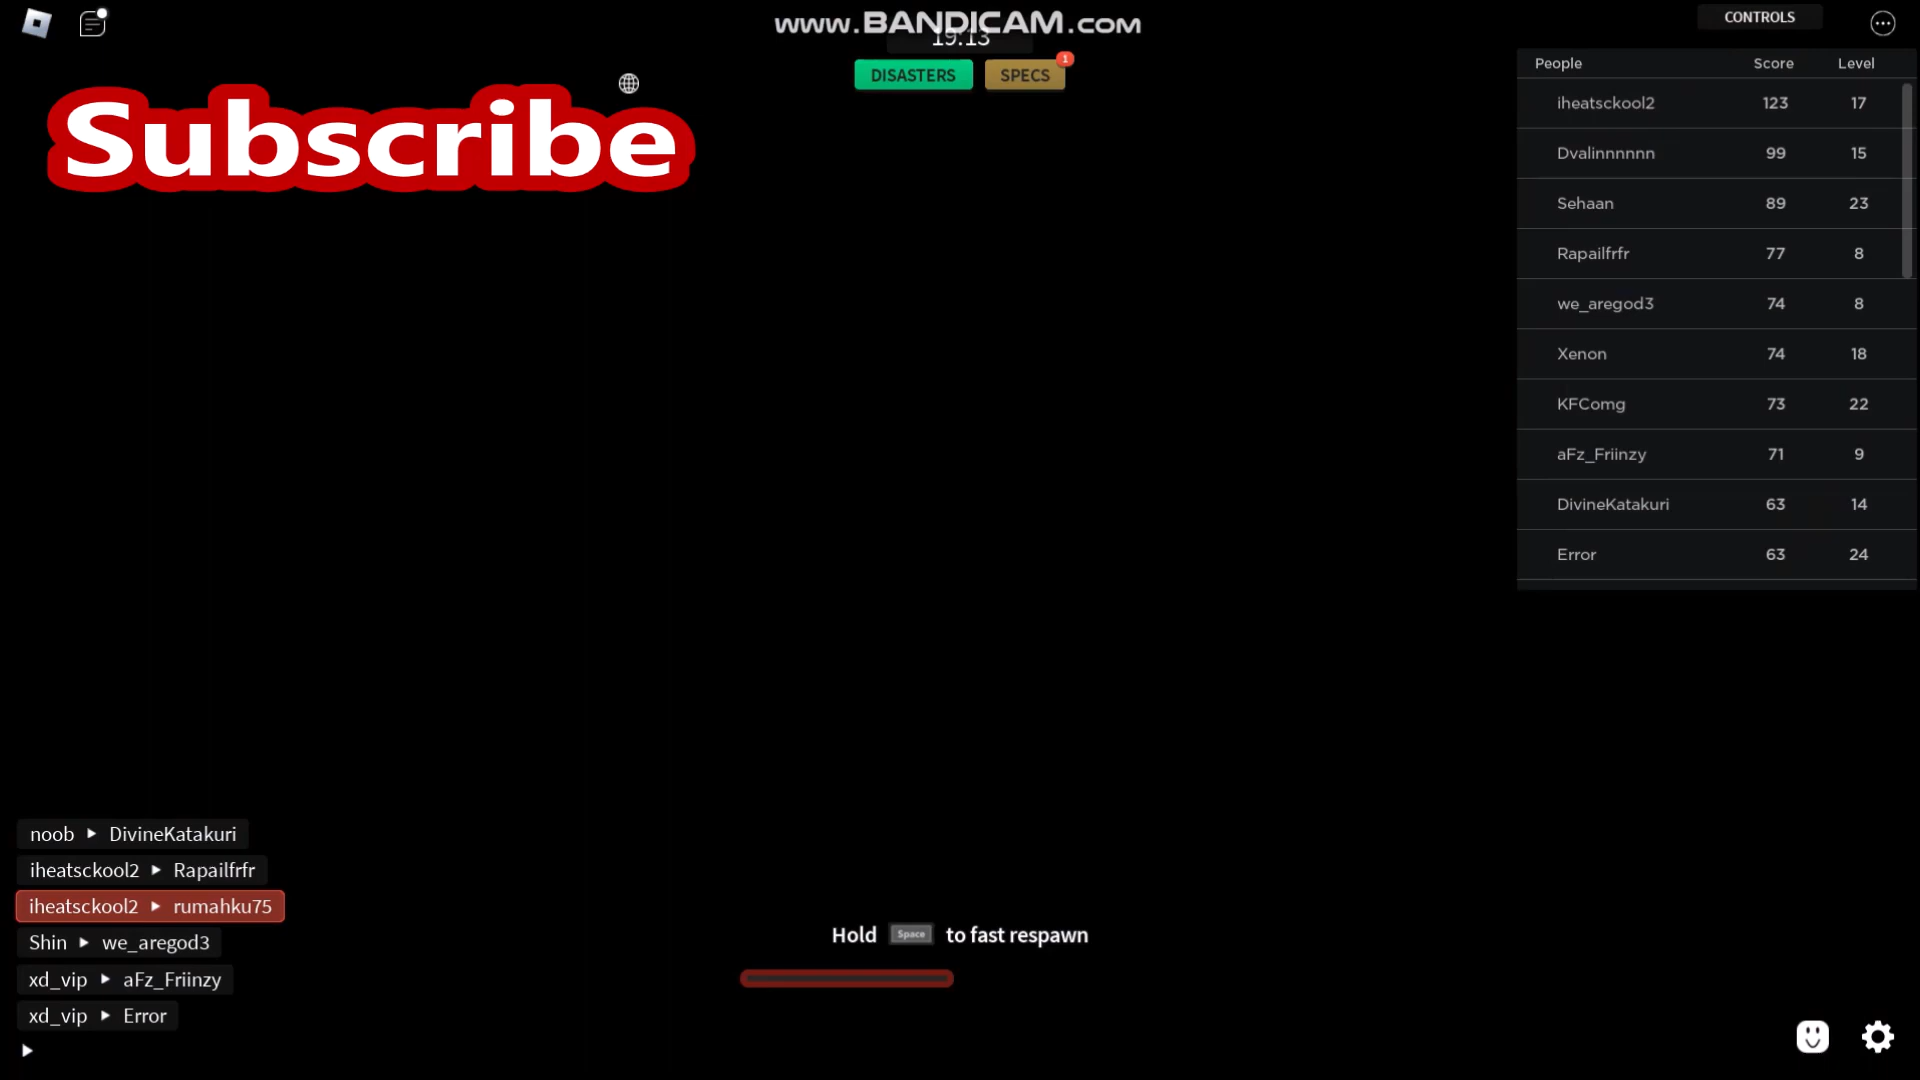 www.BANDICAM.com
19:13
CONTROLS
DISASTERS SPECS 1
Subscribe
People Score Level
iheatsckool2 123 17
Dvalinnnnnn 99 15
Sehaan 89 23
Rapailfrfr 77 8
we_aregod3 74 8
Xenon 74 18
KFComg 73 22
aFz_Friinzy 71 9
DivineKatakuri 63 14
Error 63 24
noob ▶ DivineKatakuri
iheatsckool2 ▶ Rapailfrfr
iheatsckool2 ▶ rumahku75
Shin ▶ we_aregod3
xd_vip ▶ aFz_Friinzy
xd_vip ▶ Error
Hold Space to fast respawn